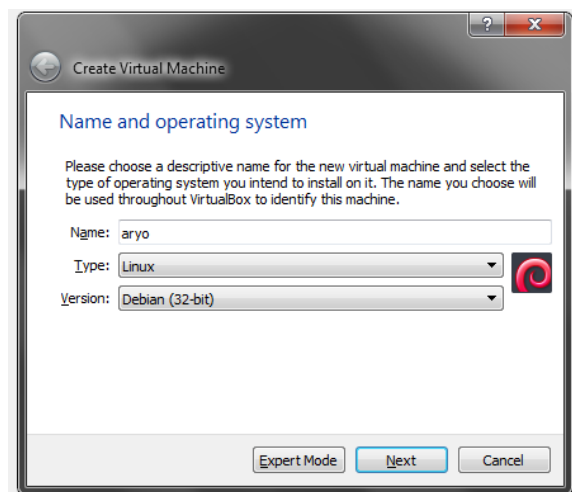 ?
Create Virtual Machine
Name and operating system
Please choose a descriptive name for the new virtual machine and select the
type of operating system you intend to install on it. The name you choose will
be used throughout VirtualBox to identify this machine.
Name: aryo
Type: Linux
Version: Debian (32-bit)
Expert Mode Next Cancel